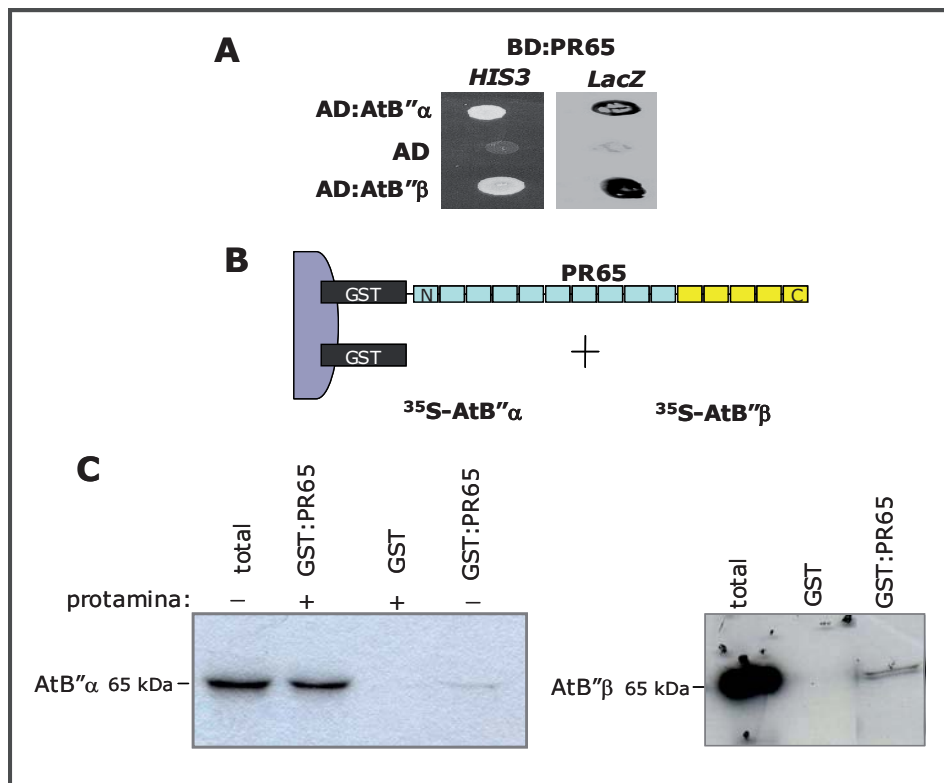 A
BD:PR65
HIS3 LacZ
AD:AtB″α
AD
AD:AtB″β
B
PR65
GST N C
GST +
³⁵S-AtB″α ³⁵S-AtB″β
C
total GST:PR65 GST GST:PR65
protamina: – + + –
AtB″α 65 kDa–
total GST GST:PR65
AtB″β 65 kDa–